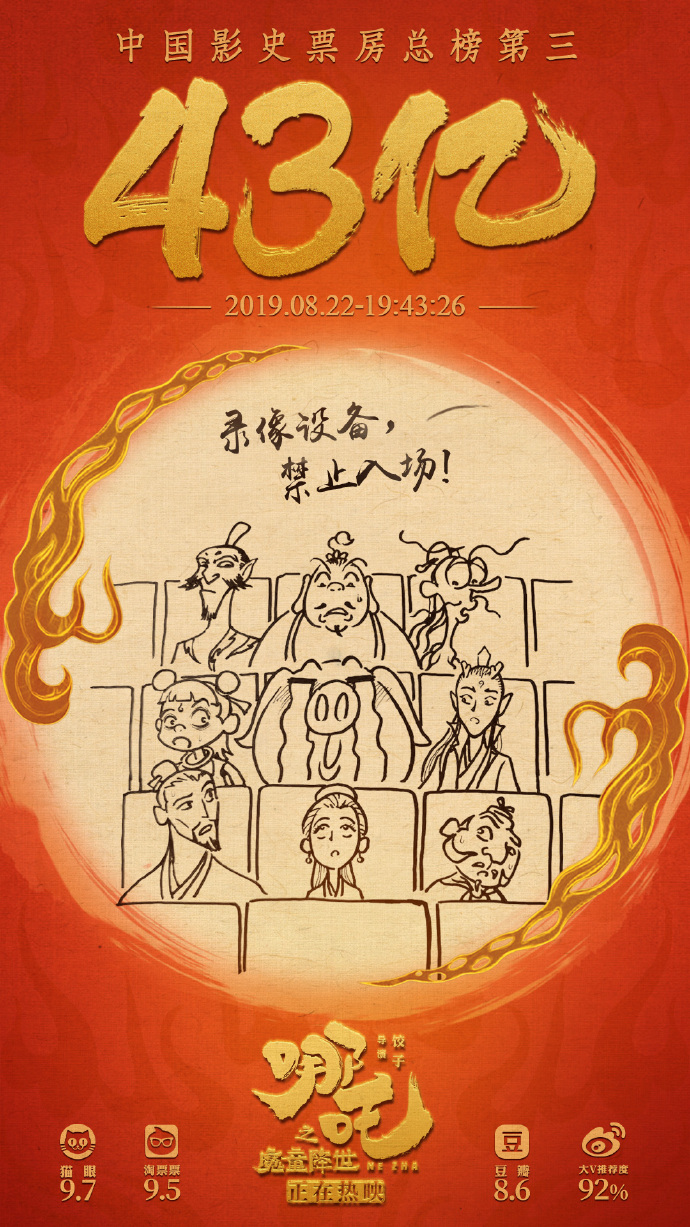 中国影史票房总榜第三
43亿
2019.08.22-19:43:26
录像设备，
禁止入场！
导演
饺子
哪吒
之
魔童降世
NE ZHA
正在热映
猫眼
9.7
淘票票
9.5
豆
豆瓣
8.6
大V推荐度
92%